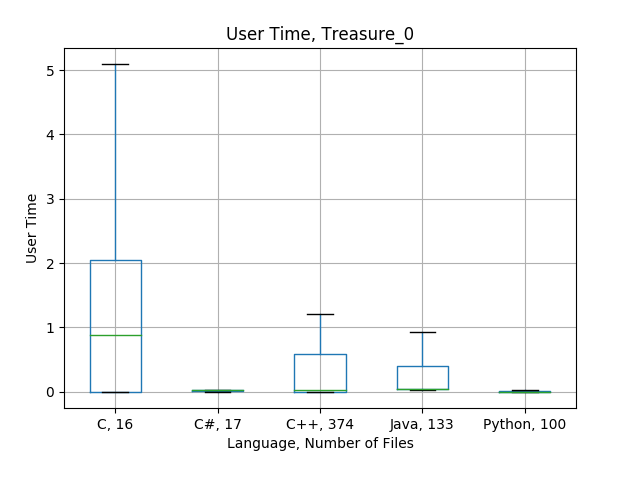 User Time, Treasure_0
User Time
5
4
3
2
1
0
C, 16
C#, 17
C++, 374
Java, 133
Python, 100
Language, Number of Files